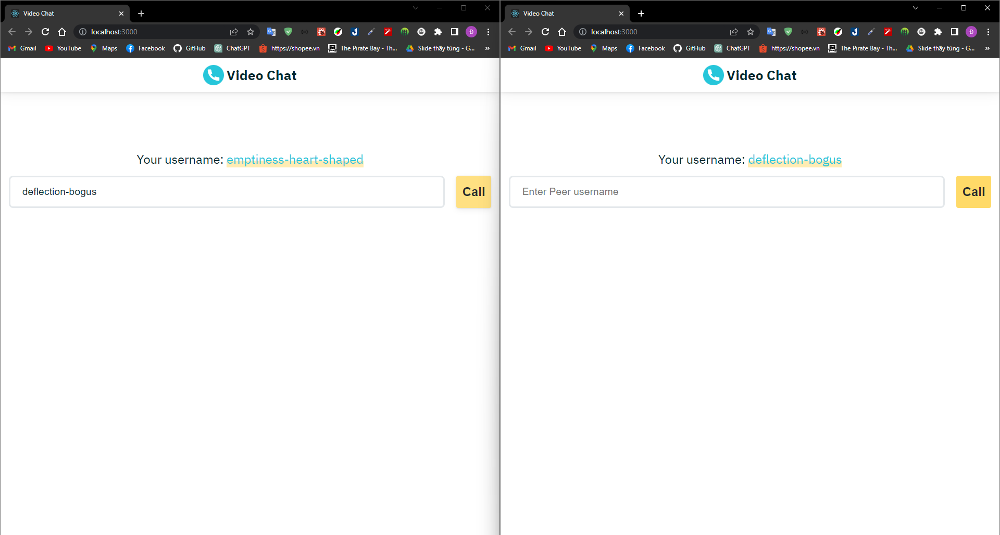 Video Chat
localhost:3000
Gmail YouTube Maps Facebook GitHub ChatGPT https://shopee.vn The Pirate Bay - Th... Slide thầy tùng - G... »
Video Chat
Your username: emptiness-heart-shaped
deflection-bogus
Call
Video Chat
localhost:3000
Đ
Gmail YouTube Maps Facebook GitHub ChatGPT https://shopee.vn The Pirate Bay - Th... Slide thầy tùng - G... »
Video Chat
Your username: deflection-bogus
Enter Peer username
Call